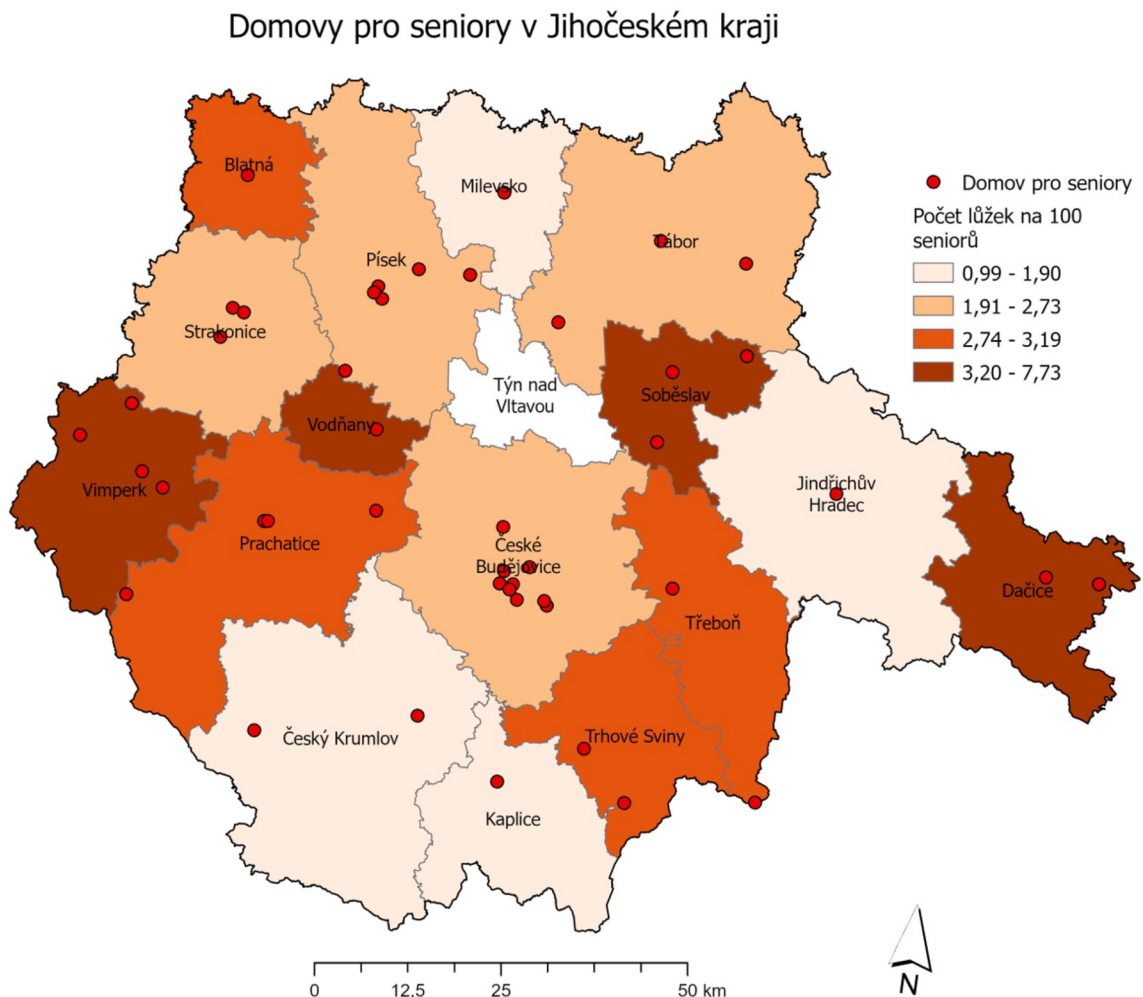 Domovy pro seniory v Jihočeském kraji
Blatná
Milevsko
Domov pro seniory
Počet lůžek na 100
seniorů
0,99 - 1,90
1,91 - 2,73
2,74 - 3,19
3,20 - 7,73
Tábor
Písek
Strakonice
Týn nad
Vltavou
Soběslav
Vodňany
Vimperk
Jindřichův
Hradec
Prachatice
České
Budějovice
Dačice
Třeboň
Český Krumlov
Trhové Sviny
Kaplice
N
0 12,5 25 50 km